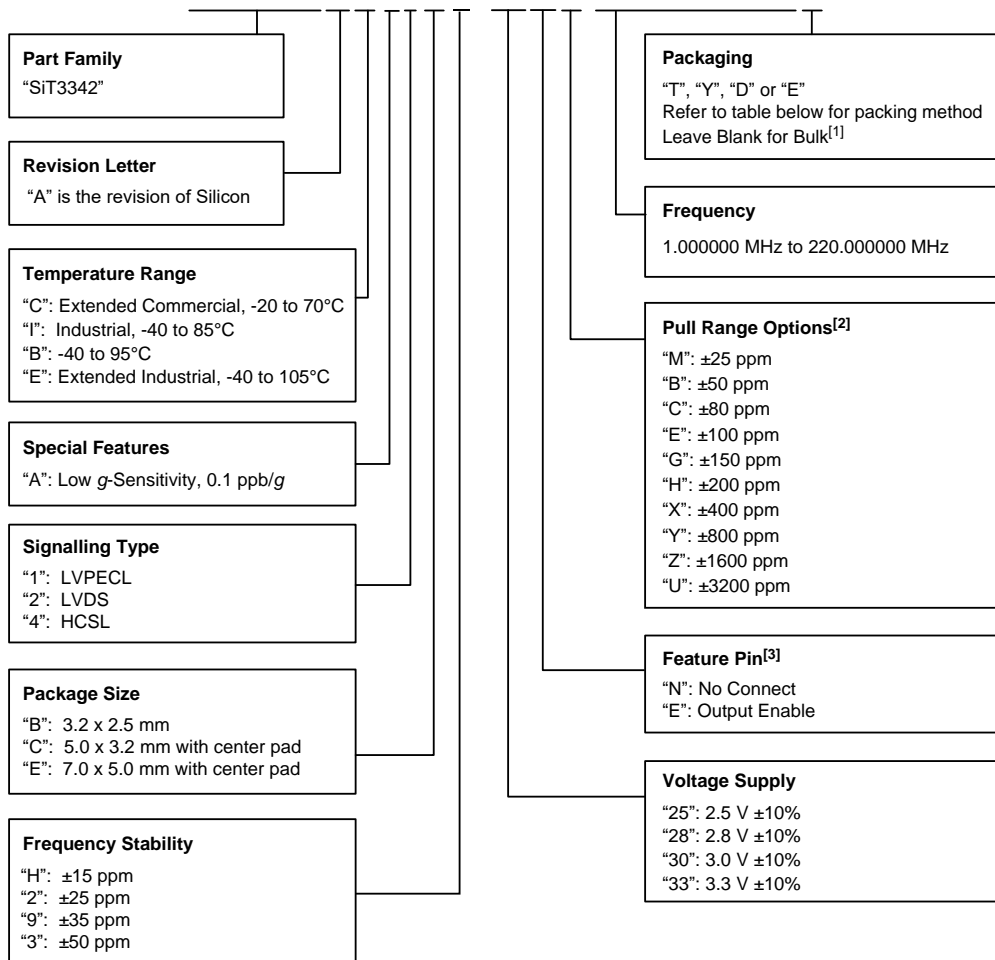 Part Family
“SiT3342”
Revision Letter
“A” is the revision of Silicon
Temperature Range
“C”: Extended Commercial, -20 to 70°C
“I”: Industrial, -40 to 85°C
“B”: -40 to 95°C
“E”: Extended Industrial, -40 to 105°C
Special Features
“A”: Low g-Sensitivity, 0.1 ppb/g
Signalling Type
“1”: LVPECL
“2”: LVDS
“4”: HCSL
Package Size
“B”: 3.2 x 2.5 mm
“C”: 5.0 x 3.2 mm with center pad
“E”: 7.0 x 5.0 mm with center pad
Frequency Stability
“H”: ±15 ppm
“2”: ±25 ppm
“9”: ±35 ppm
“3”: ±50 ppm
Packaging
“T”, “Y”, “D” or “E”
Refer to table below for packing method
Leave Blank for Bulk[1]
Frequency
1.000000 MHz to 220.000000 MHz
Pull Range Options[2]
“M”: ±25 ppm
“B”: ±50 ppm
“C”: ±80 ppm
“E”: ±100 ppm
“G”: ±150 ppm
“H”: ±200 ppm
“X”: ±400 ppm
“Y”: ±800 ppm
“Z”: ±1600 ppm
“U”: ±3200 ppm
Feature Pin[3]
“N”: No Connect
“E”: Output Enable
Voltage Supply
“25”: 2.5 V ±10%
“28”: 2.8 V ±10%
“30”: 3.0 V ±10%
“33”: 3.3 V ±10%